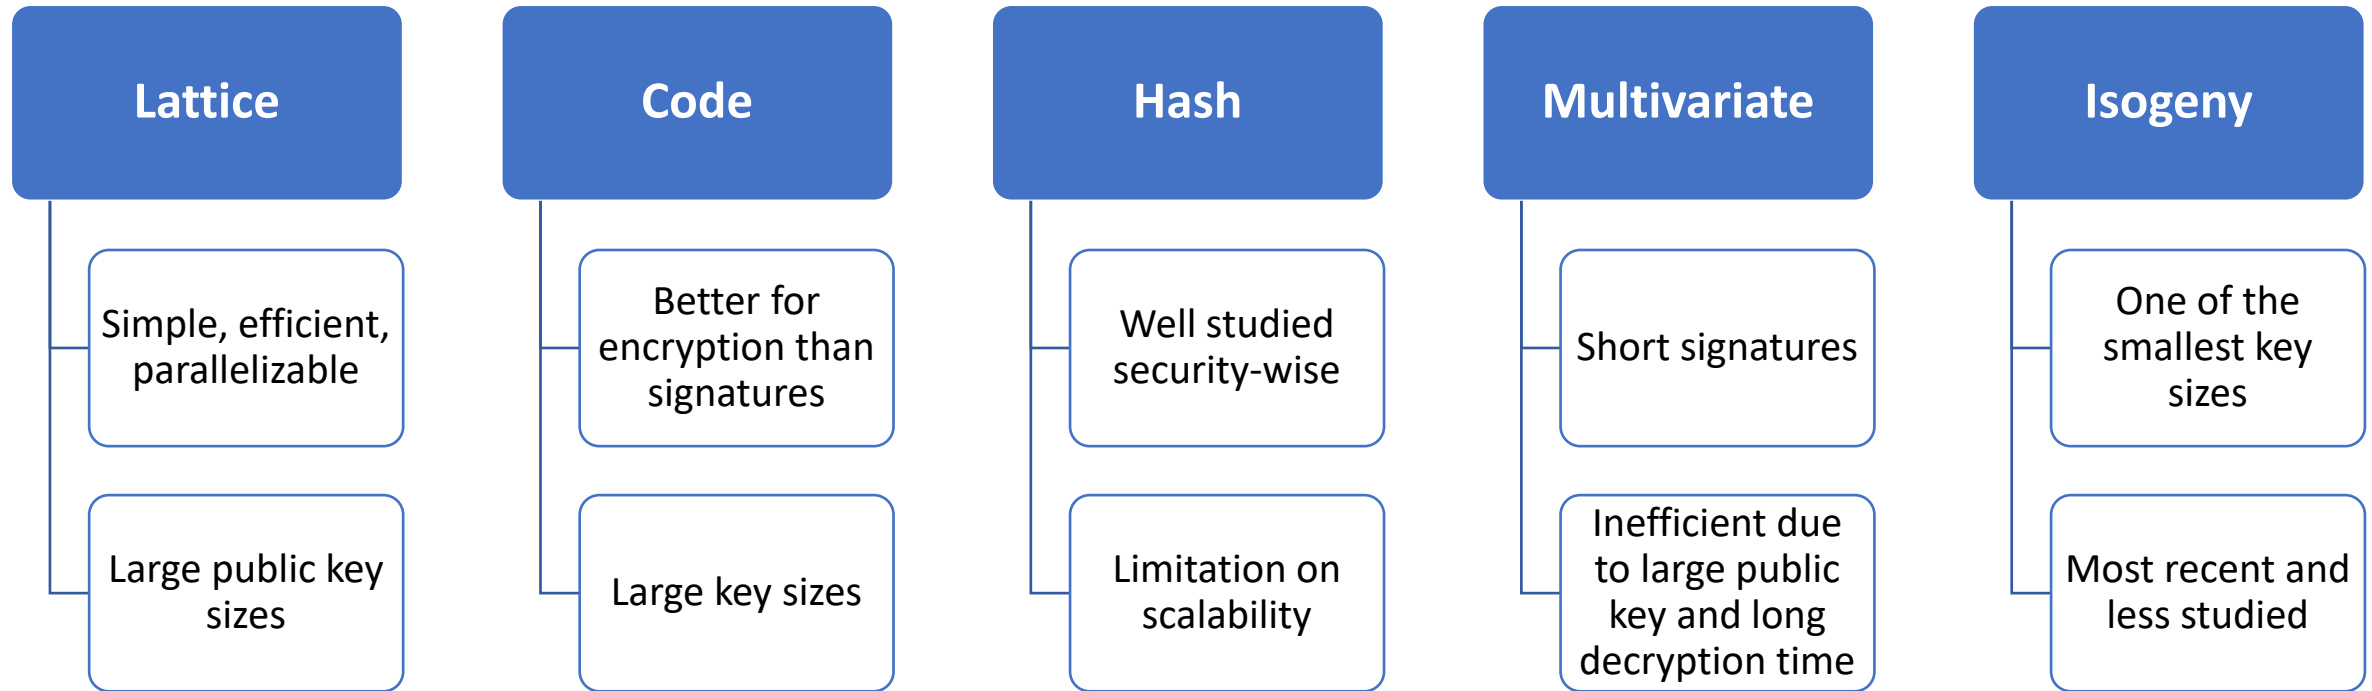 Lattice
Simple, efficient,
parallelizable
Large public key
sizes
Code
Better for
encryption than
signatures
Large key sizes
Hash
Well studied
security-wise
Limitation on
scalability
Multivariate
Short signatures
Inefficient due
to large public
key and long
decryption time
Isogeny
One of the
smallest key
sizes
Most recent and
less studied